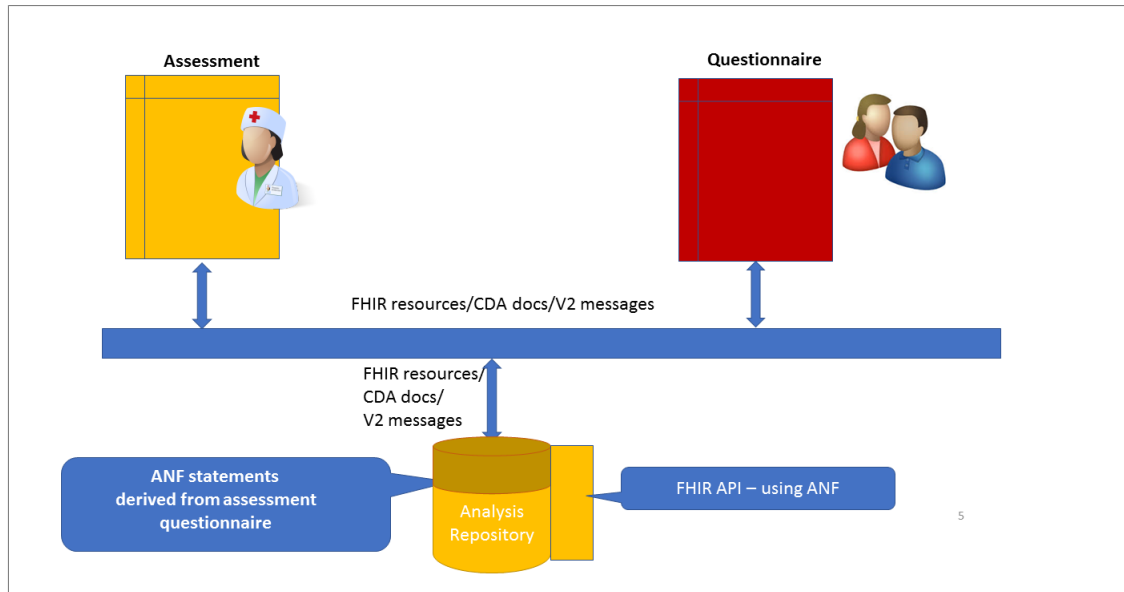 Assessment
Questionnaire
FHIR resources/CDA docs/V2 messages
FHIR resources/
CDA docs/
V2 messages
ANF statements
derived from assessment
questionnaire
Analysis
Repository
FHIR API – using ANF
5